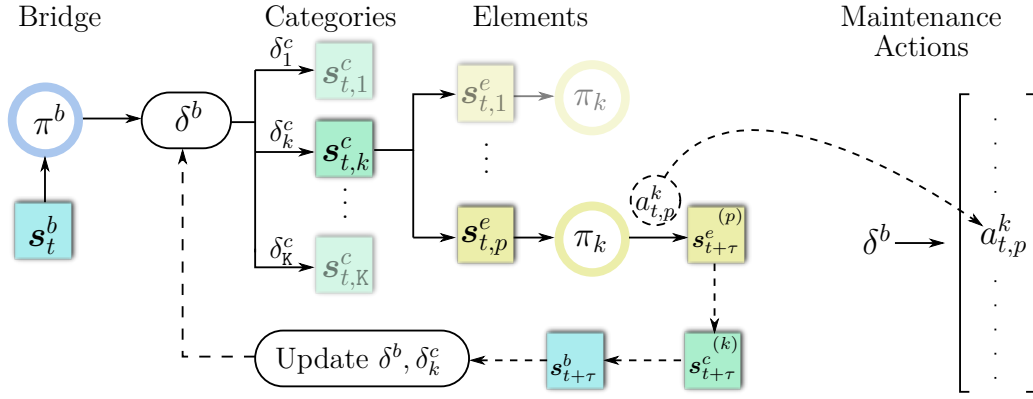 Bridge
Categories
Elements
Maintenance
Actions
π^b
s_t^b
δ^b
δ_1^c
s_{t,1}^c
δ_k^c
s_{t,k}^c
δ_K^c
s_{t,K}^c
s_{t,1}^e
π_k
s_{t,p}^e
π_k
a_{t,p}^k
s_{t+τ}^{e (p)}
s_{t+τ}^{c (k)}
s_{t+τ}^b
Update δ^b, δ_k^c
δ^b
a_{t,p}^k